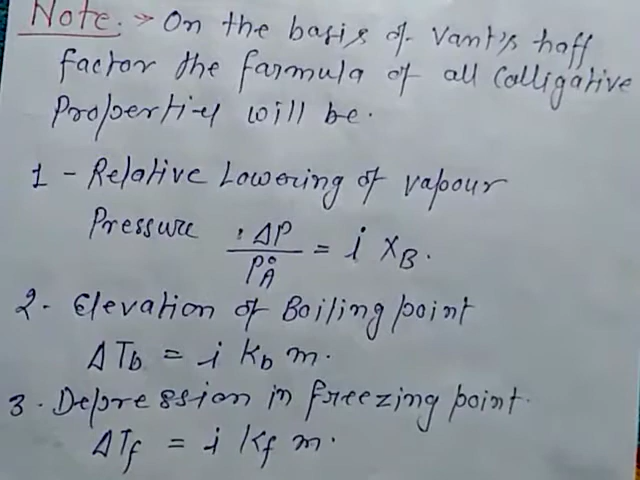 Note. :→ On the basis of Vant's hoff
factor the farmula of all Calligative
Properties will be.
1 - Relative Lowering of vapour
Pressure ΔP / P°A = i XB.
2. Elevation of Boiling point
ΔTb = i Kb m.
3. Depression in freezing point.
ΔTf = i Kf m.